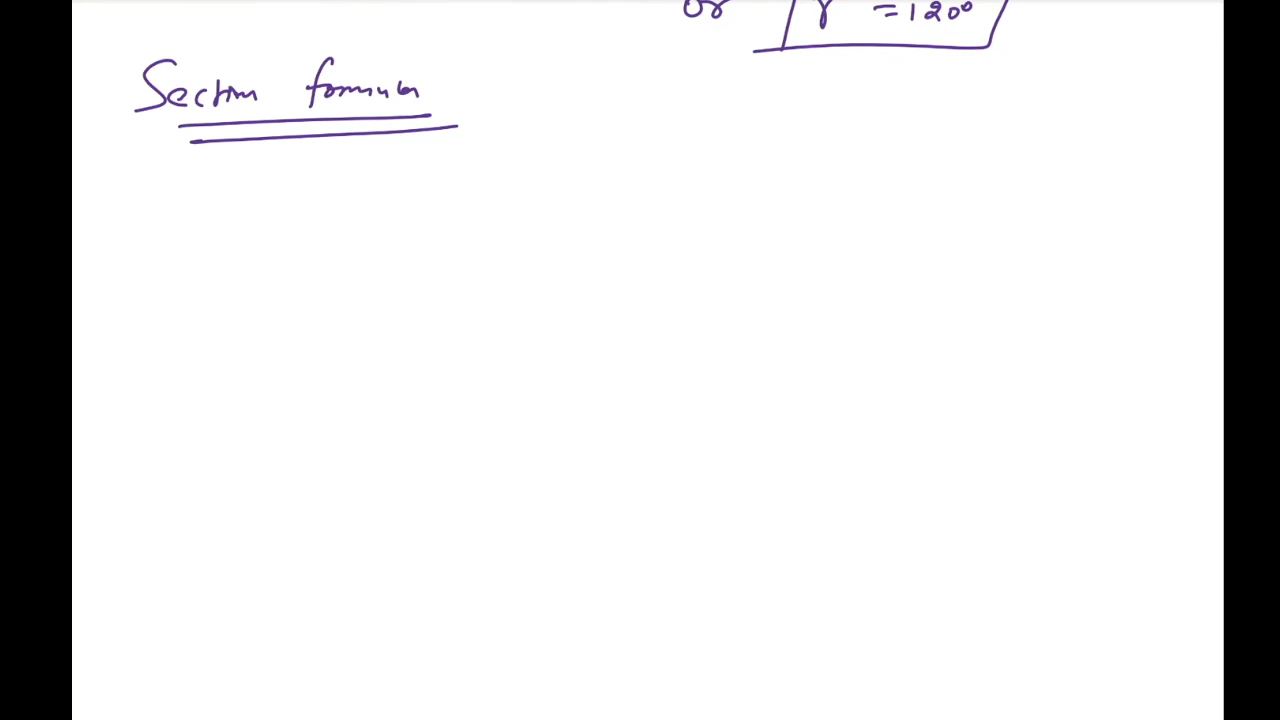 or γ = 120°
Section formula